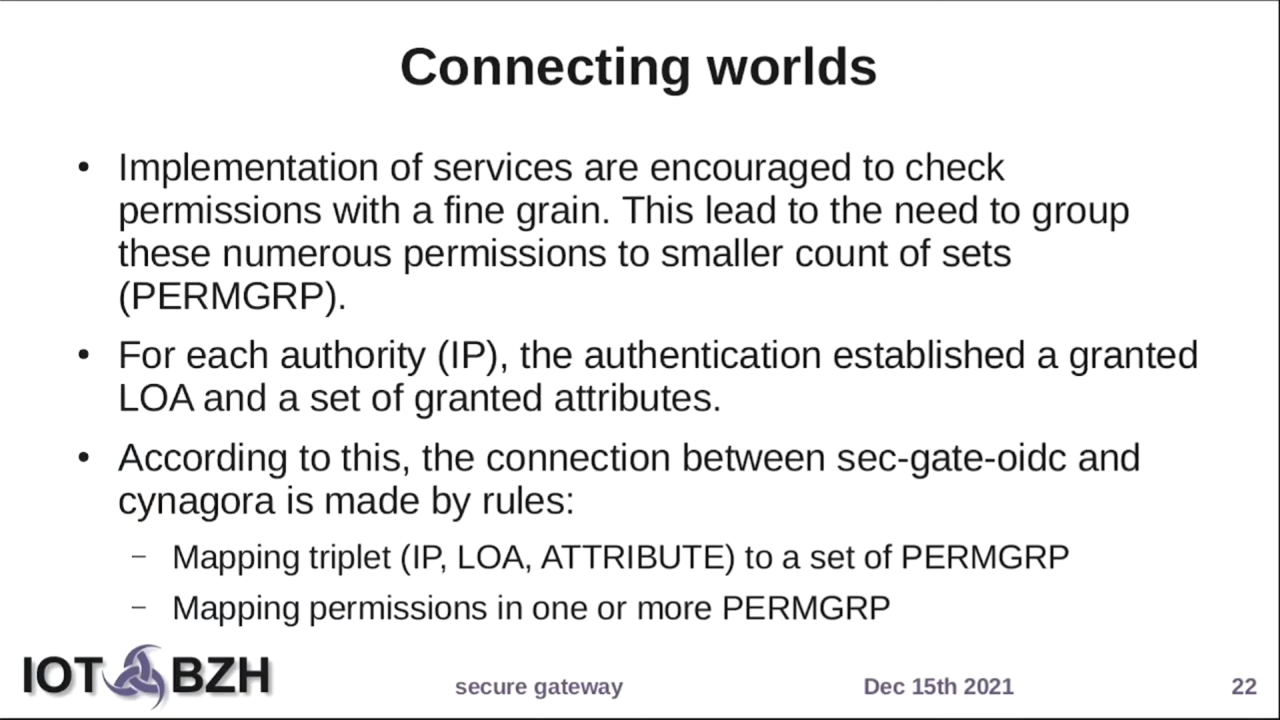 Connecting worlds
• Implementation of services are encouraged to check
permissions with a fine grain. This lead to the need to group
these numerous permissions to smaller count of sets
(PERMGRP).
• For each authority (IP), the authentication established a granted
LOA and a set of granted attributes.
• According to this, the connection between sec-gate-oidc and
cynagora is made by rules:
– Mapping triplet (IP, LOA, ATTRIBUTE) to a set of PERMGRP
– Mapping permissions in one or more PERMGRP
IOT BZH
secure gateway
Dec 15th 2021
22